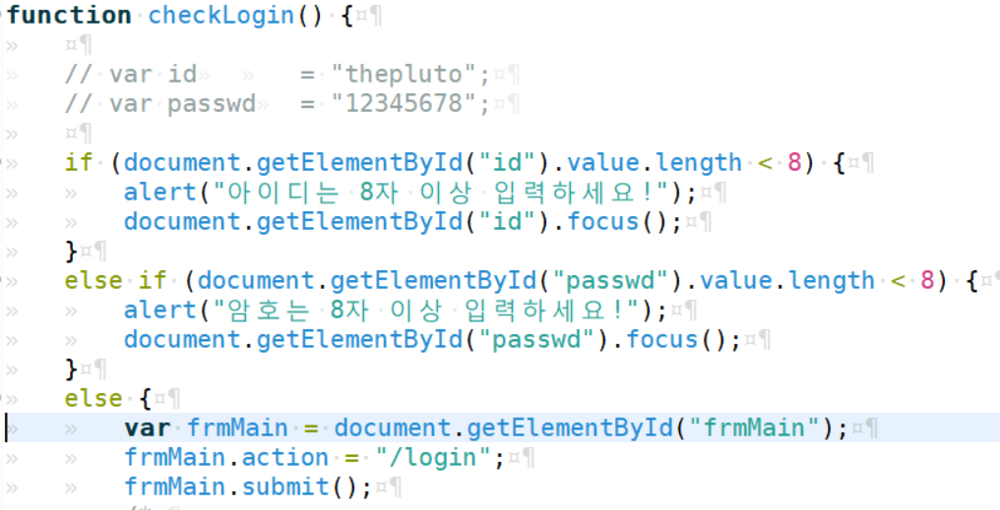 function checkLogin() {

	// var id		= "thepluto";
	// var passwd	= "12345678";

	if (document.getElementById("id").value.length < 8) {
		alert("아이디는 8자 이상 입력하세요!");
		document.getElementById("id").focus();
	}
	else if (document.getElementById("passwd").value.length < 8) {
		alert("암호는 8자 이상 입력하세요!");
		document.getElementById("passwd").focus();
	}
	else {
		var frmMain = document.getElementById("frmMain");
		frmMain.action = "/login";
		frmMain.submit();